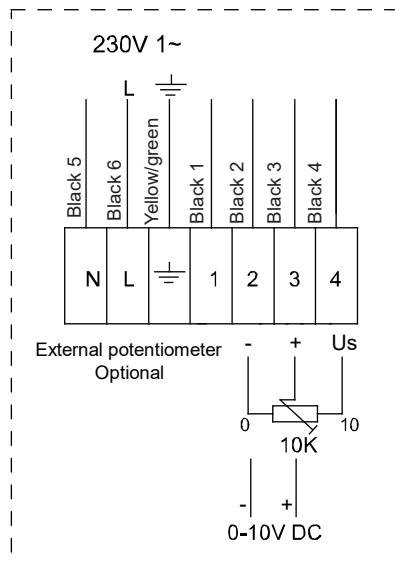 230V 1~
L
Black 5
Black 6
Yellow/green
Black 1
Black 2
Black 3
Black 4
N L 1 2 3 4
External potentiometer - + Us
Optional
0 10
10K
- +
0-10V DC